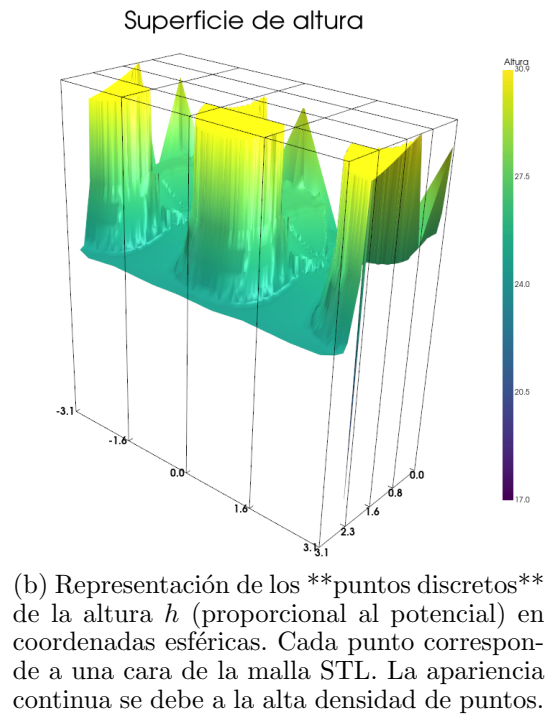 Superficie de altura
Altura
30.9
27.5
24.0
20.5
17.0
-3.1
-1.6
0.0
1.6
3.1
3.1
2.3
1.6
0.8
0.0
(b) Representación de los **puntos discretos**
de la altura h (proporcional al potencial) en
coordenadas esféricas. Cada punto correspon-
de a una cara de la malla STL. La apariencia
continua se debe a la alta densidad de puntos.